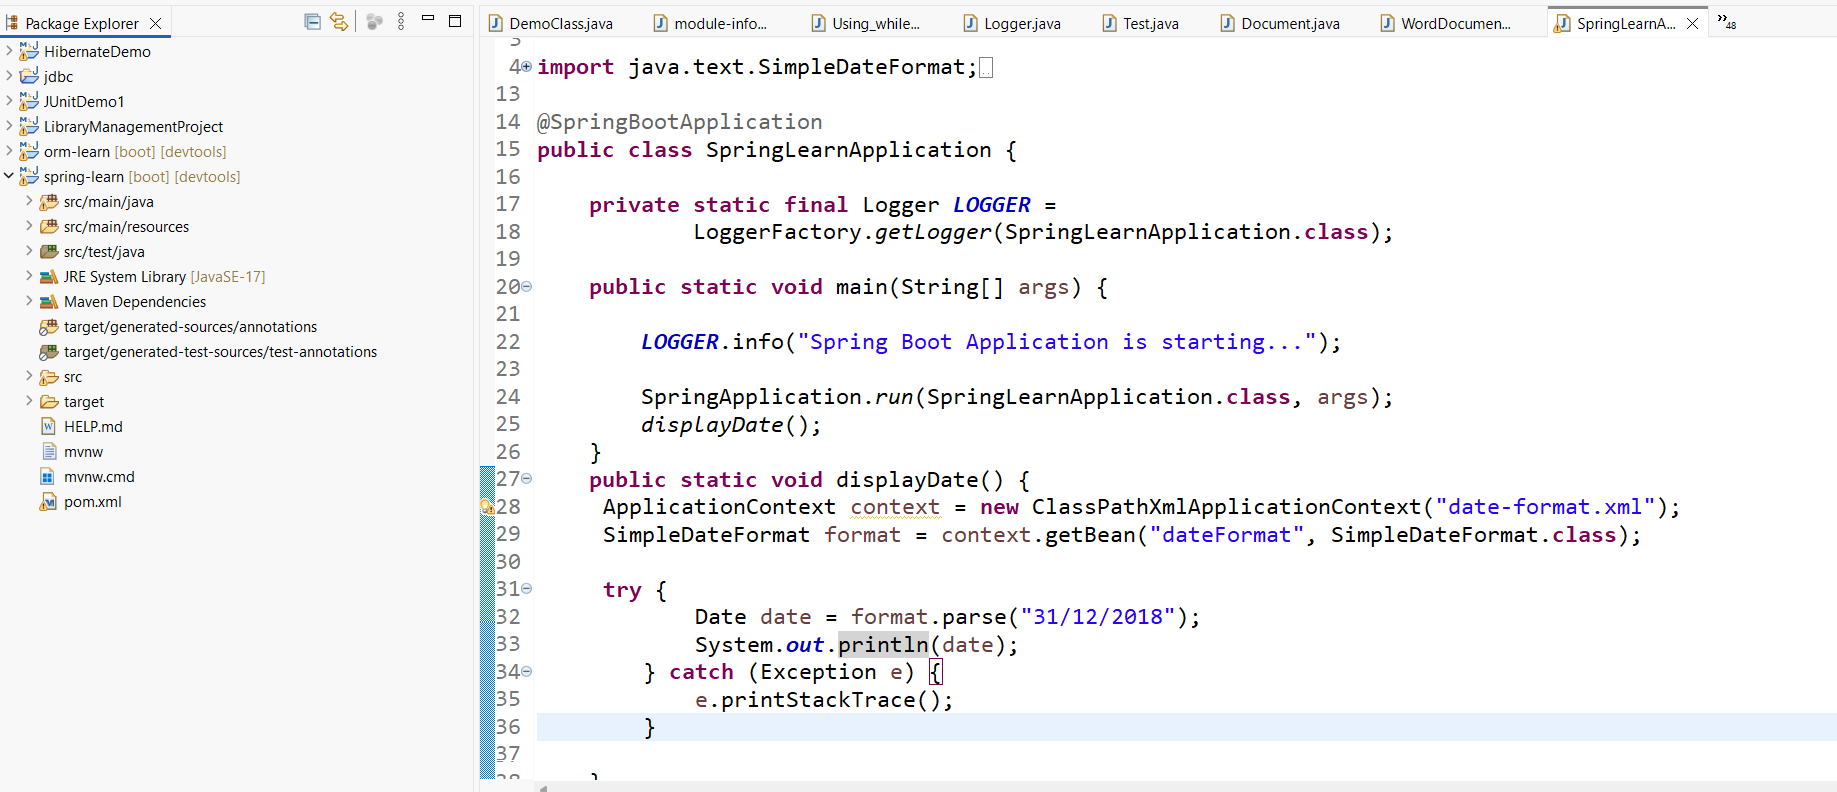 Package Explorer
HibernateDemo
jdbc
JUnitDemo1
LibraryManagementProject
orm-learn [boot] [devtools]
spring-learn [boot] [devtools]
src/main/java
src/main/resources
src/test/java
JRE System Library [JavaSE-17]
Maven Dependencies
target/generated-sources/annotations
target/generated-test-sources/test-annotations
src
target
HELP.md
mvnw
mvnw.cmd
pom.xml
DemoClass.java module-info... Using_while... Logger.java Test.java Document.java WordDocumen... SpringLearnA... »48
3
4 import java.text.SimpleDateFormat;
13
14 @SpringBootApplication
15 public class SpringLearnApplication {
16
17 private static final Logger LOGGER =
18 LoggerFactory.getLogger(SpringLearnApplication.class);
19
20 public static void main(String[] args) {
21
22 LOGGER.info("Spring Boot Application is starting...");
23
24 SpringApplication.run(SpringLearnApplication.class, args);
25 displayDate();
26 }
27 public static void displayDate() {
28 ApplicationContext context = new ClassPathXmlApplicationContext("date-format.xml");
29 SimpleDateFormat format = context.getBean("dateFormat", SimpleDateFormat.class);
30
31 try {
32 Date date = format.parse("31/12/2018");
33 System.out.println(date);
34 } catch (Exception e) {
35 e.printStackTrace();
36 }
37
38 }